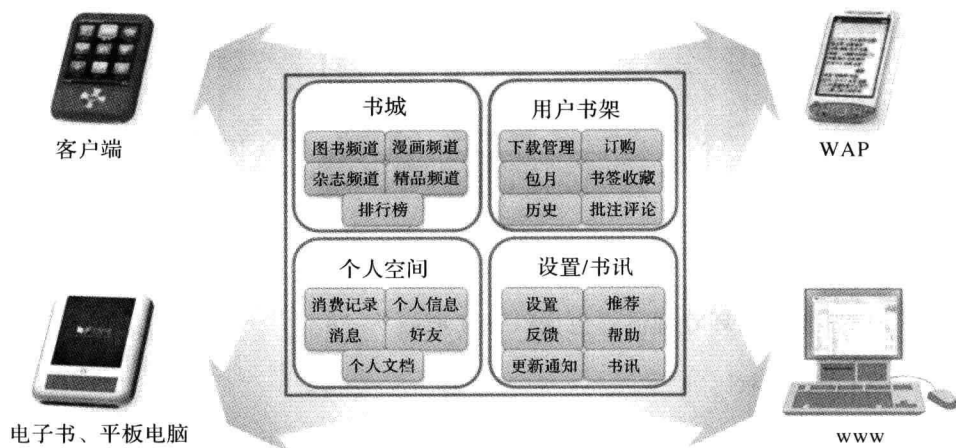 书城
图书频道 漫画频道
杂志频道 精品频道
排行榜
用户书架
下载管理 订购
包月 书签收藏
历史 批注评论
个人空间
消费记录 个人信息
消息 好友
个人文档
设置/书讯
设置 推荐
反馈 帮助
更新通知 书讯
客户端
WAP
电子书、平板电脑
www